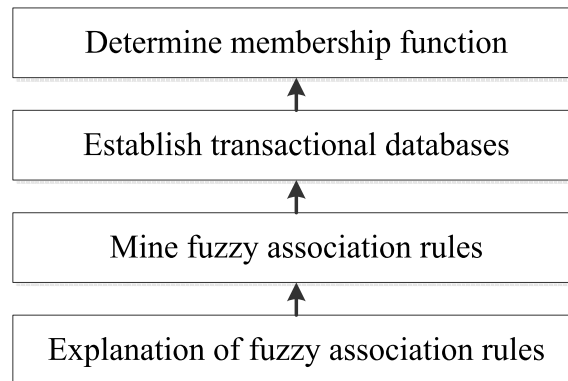 Determine membership function
Establish transactional databases
Mine fuzzy association rules
Explanation of fuzzy association rules